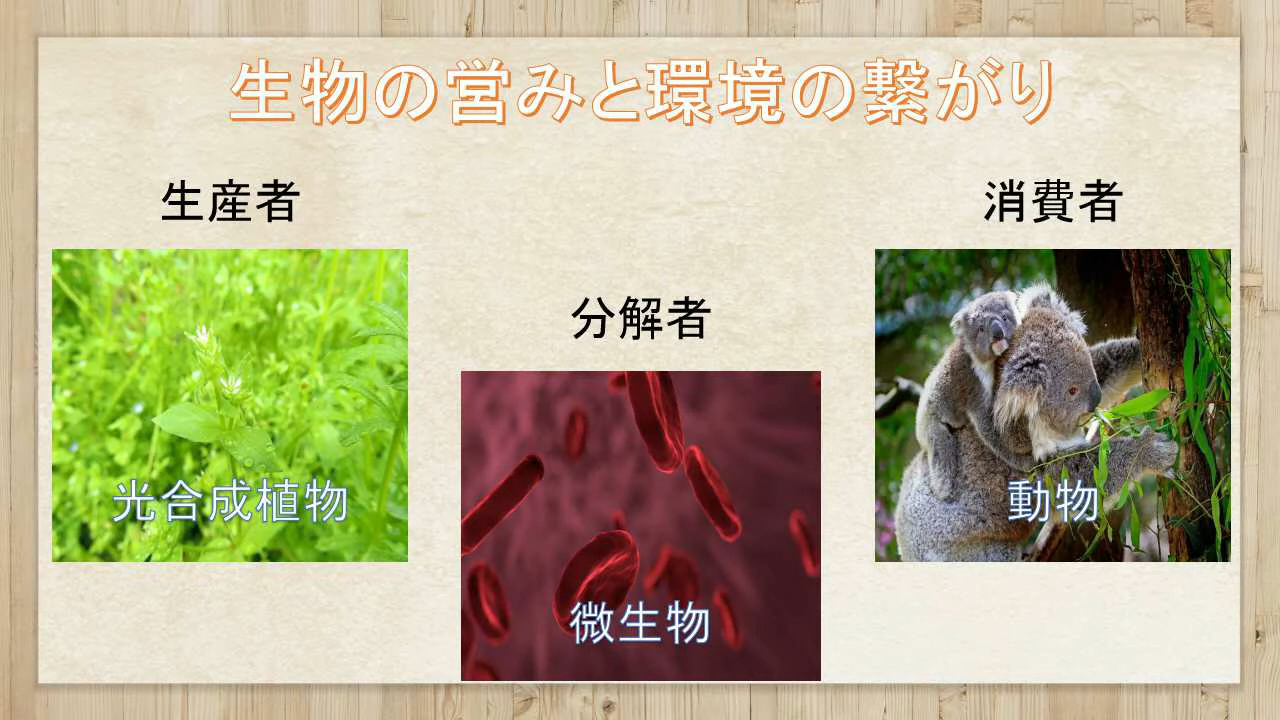 生物の営みと環境の繋がり
生産者
消費者
分解者
光合成植物
動物
微生物